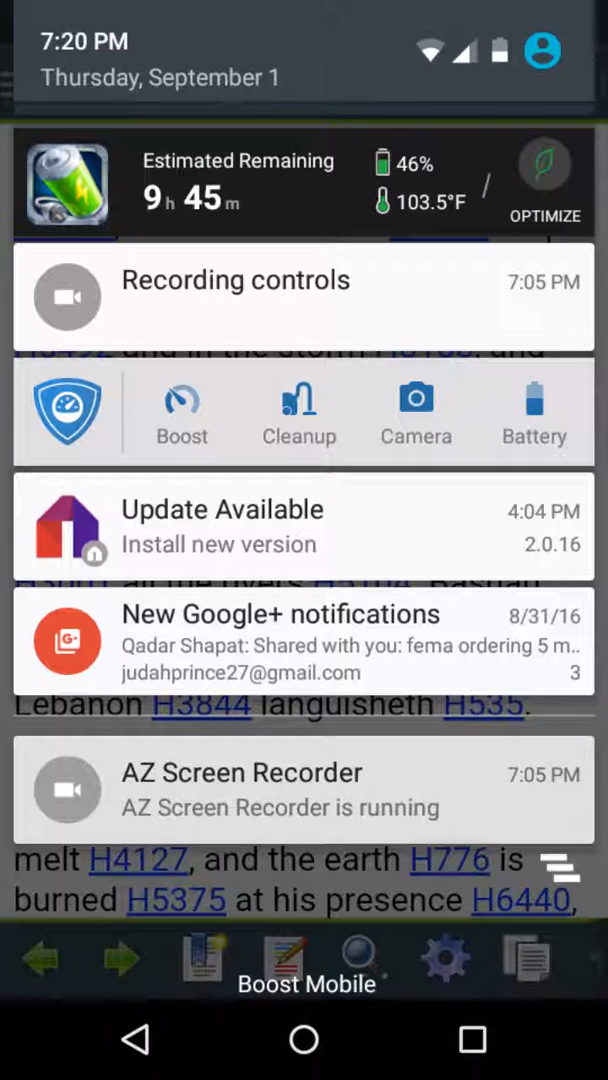 7:20 PM
Thursday, September 1
Estimated Remaining
9 h 45 m
46%
103.5°F
/
OPTIMIZE
Recording controls 7:05 PM
Boost Cleanup Camera Battery
Update Available 4:04 PM
Install new version 2.0.16
New Google+ notifications 8/31/16
Qadar Shapat: Shared with you: fema ordering 5 m..
judahprince27@gmail.com 3
Lebanon H3844 languisheth H535.
AZ Screen Recorder 7:05 PM
AZ Screen Recorder is running
melt H4127, and the earth H776 is
burned H5375 at his presence H6440,
Boost Mobile